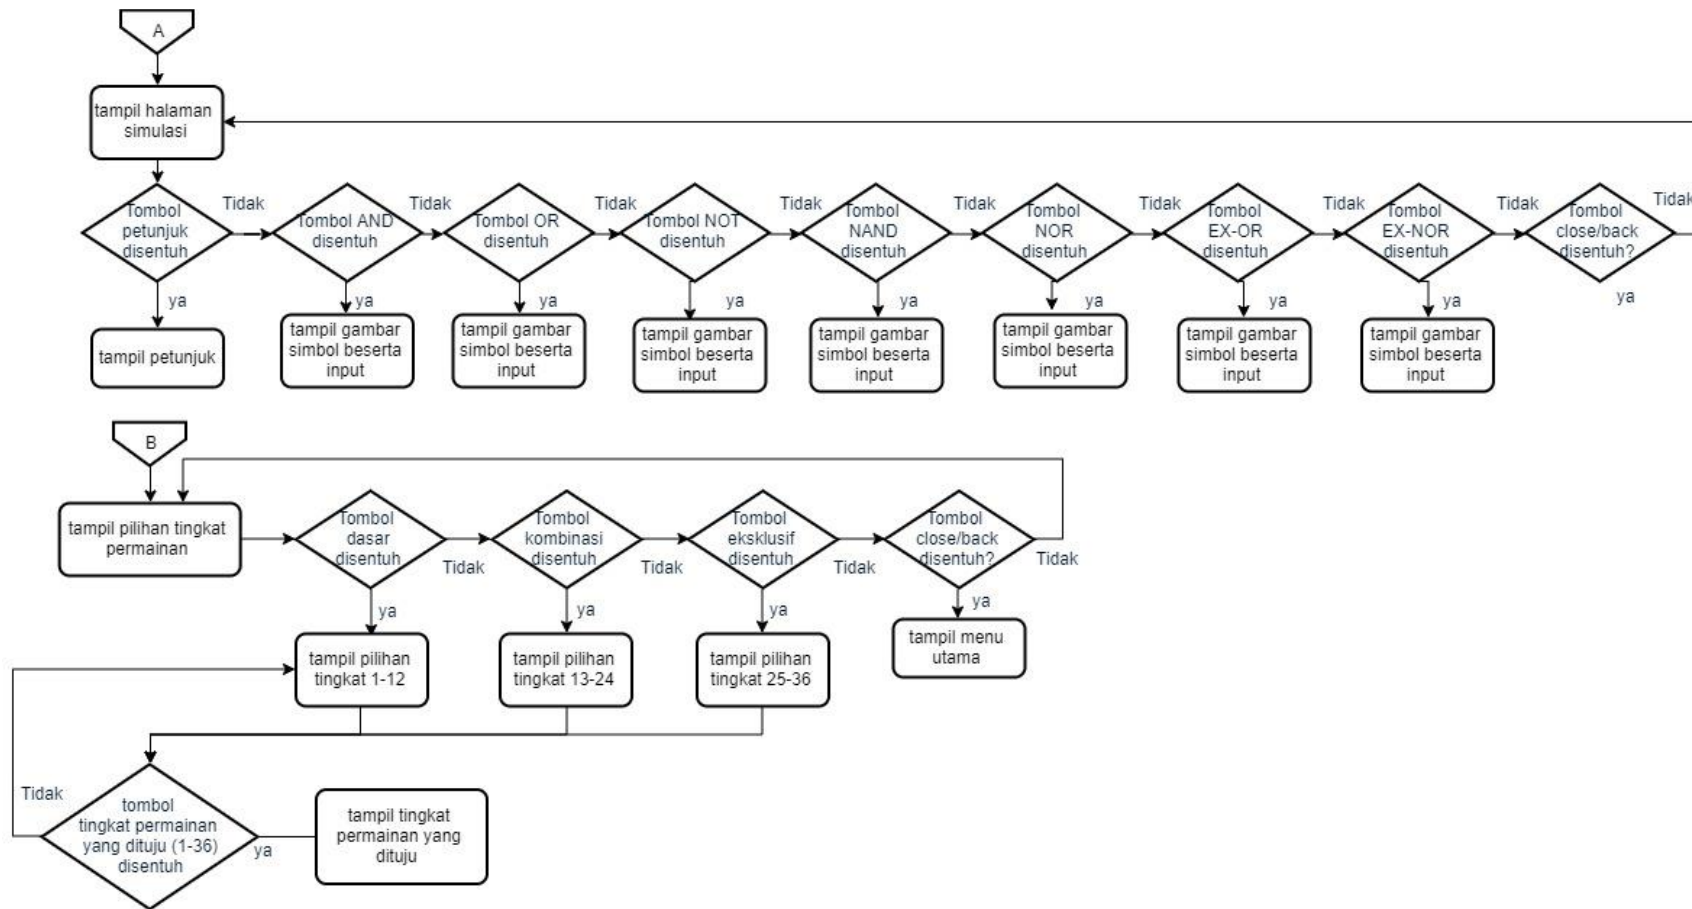 A
tampil halaman
simulasi
Tombol
petunjuk
disentuh
Tidak
ya
tampil petunjuk
Tombol AND
disentuh
Tidak
ya
tampil gambar
simbol beserta
input
Tombol OR
disentuh
Tidak
ya
tampil gambar
simbol beserta
input
Tombol NOT
disentuh
Tidak
ya
tampil gambar
simbol beserta
input
Tombol
NAND
disentuh
Tidak
ya
tampil gambar
simbol beserta
input
Tombol
NOR
disentuh
Tidak
ya
tampil gambar
simbol beserta
input
Tombol
EX-OR
disentuh
Tidak
ya
tampil gambar
simbol beserta
input
Tombol
EX-NOR
disentuh
Tidak
ya
tampil gambar
simbol beserta
input
Tombol
close/back
disentuh?
Tidak
ya
B
tampil pilihan tingkat
permainan
Tombol
dasar
disentuh
Tidak
ya
tampil pilihan
tingkat 1-12
Tombol
kombinasi
disentuh
Tidak
ya
tampil pilihan
tingkat 13-24
Tombol
eksklusif
disentuh
Tidak
ya
tampil pilihan
tingkat 25-36
Tombol
close/back
disentuh?
Tidak
ya
tampil menu
utama
tombol
tingkat permainan
yang dituju (1-36)
disentuh
Tidak
ya
tampil tingkat
permainan yang
dituju